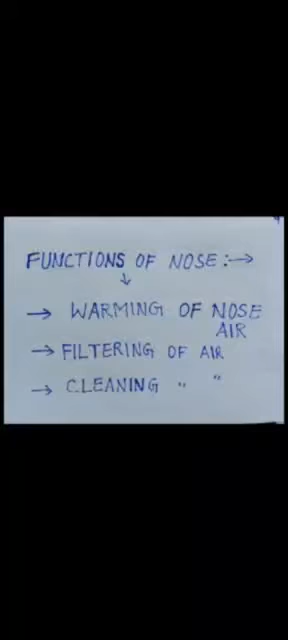 FUNCTIONS OF NOSE :→
↓
→ WARMING OF NOSE
AIR
→ FILTERING OF AIR
→ CLEANING " "